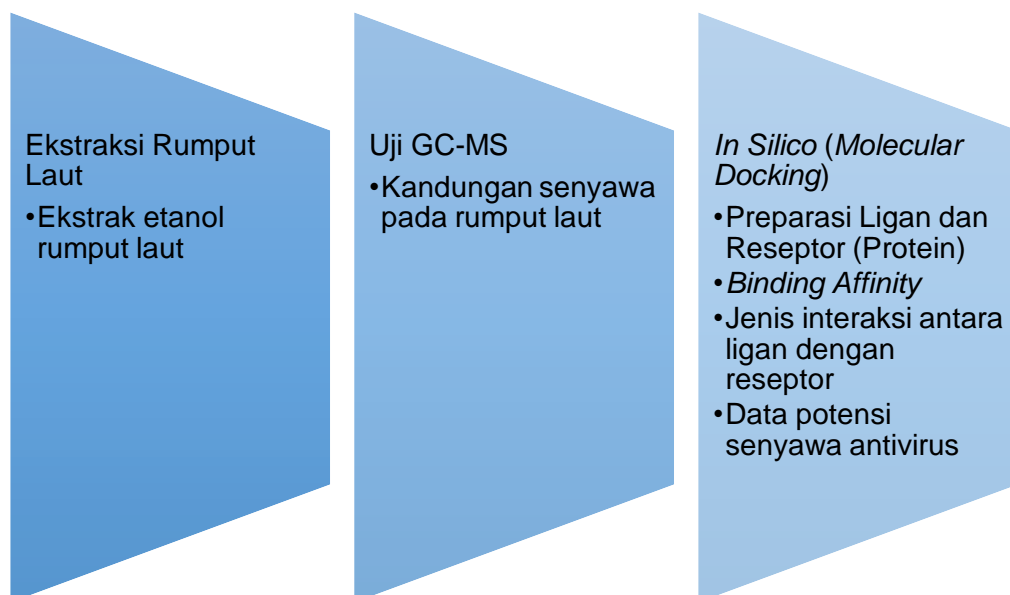 Ekstraksi Rumput
Laut
•Ekstrak etanol
rumput laut
Uji GC-MS
•Kandungan senyawa
pada rumput laut
In Silico (Molecular
Docking)
•Preparasi Ligan dan
Reseptor (Protein)
•Binding Affinity
•Jenis interaksi antara
ligan dengan
reseptor
•Data potensi
senyawa antivirus